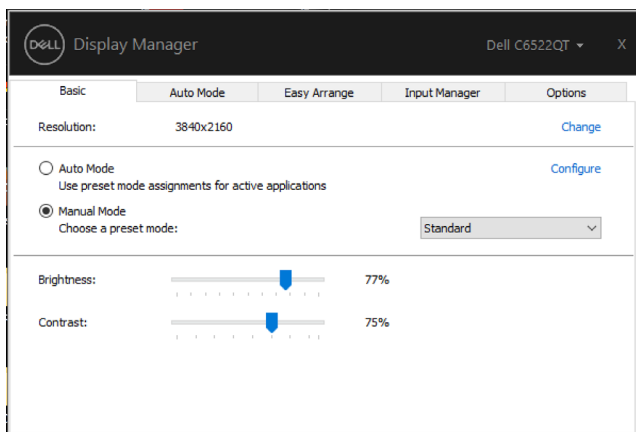 DELL Display Manager Dell C6522QT X
Basic Auto Mode Easy Arrange Input Manager Options
Resolution: 3840x2160 Change
Auto Mode Configure
Use preset mode assignments for active applications
Manual Mode
Choose a preset mode: Standard
Brightness: 77%
Contrast: 75%